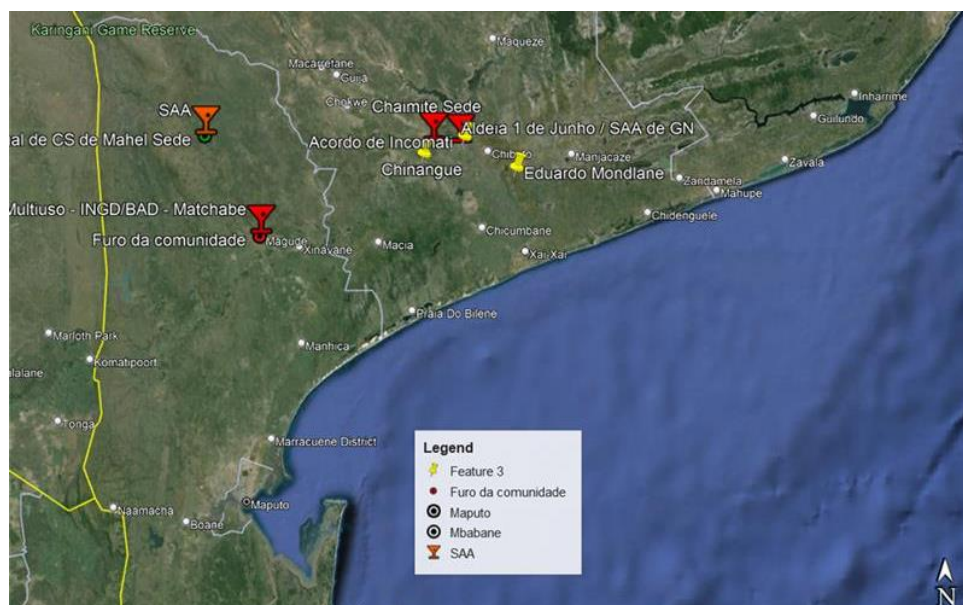 Karingani Game Reserve
Maqueze
Macarretane
Guija
Inharrime
Chokwe
Chaimite Sede
SAA
Guilundo
Aldeia 1 de Junho / SAA de GN
al de CS de Mahel Sede
Acordo de Incomati
Chibuto
Manjacaze
Zavala
Chinangue
Eduardo Mondlane
Zandamela
Mahupe
Multiuso - INGD/BAD - Matchabe
Chidenguele
Chicumbane
Furo da comunidade
Magude
Xinavane
Macia
Xai-Xai
Praia Do Bilene
Marloth Park
Manhica
Komatipoort
alalane
Tonga
Marracuene District
Legend
Feature 3
Furo da comunidade
Maputo
Mbabane
SAA
Maputo
Naamacha
Boane
N